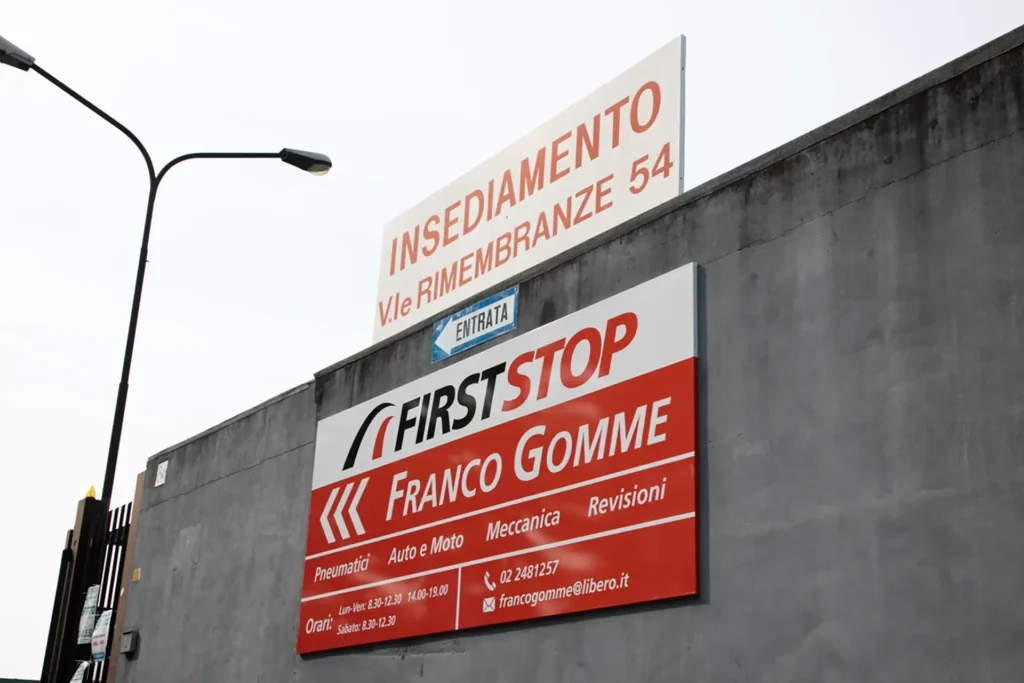 INSEDIAMENTO
V.le RIMEMBRANZE 54
ENTRATA
FIRSTSTOP
FRANCO GOMME
Pneumatici Auto e Moto Meccanica Revisioni
Orari: Lun-Ven: 8.30-12.30 14.00-19.00
Sabato: 8.30-12.30
02 2481257
francogomme@libero.it